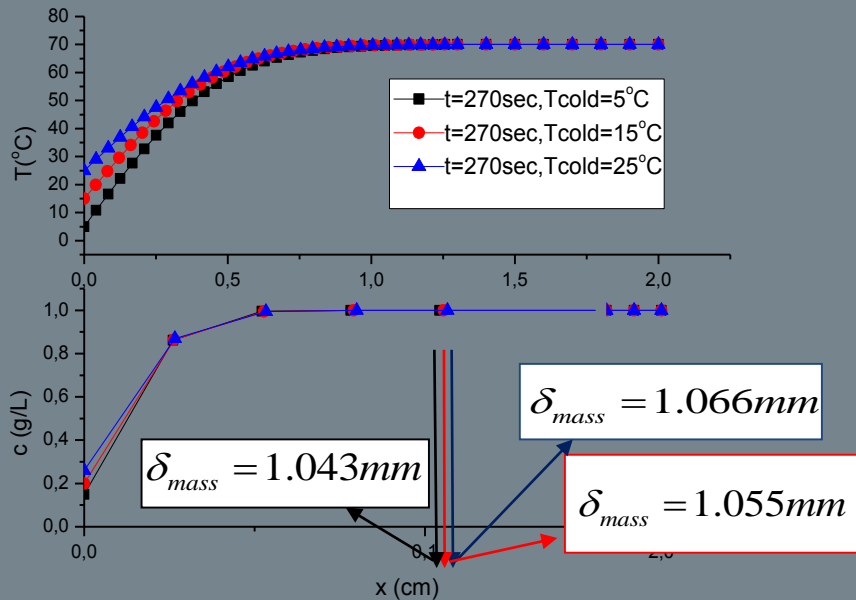 80
70
60
50
40
30
20
10
0
T(°C)
t=270sec,Tcold=5°C
t=270sec,Tcold=15°C
t=270sec,Tcold=25°C
0,0 0,5 1,0 1,5 2,0
1,0
0,8
0,6
0,4
0,2
0,0
c (g/L)
δmass = 1.066mm
δmass = 1.043mm
δmass = 1.055mm
0,0 0,1 2,0
x (cm)